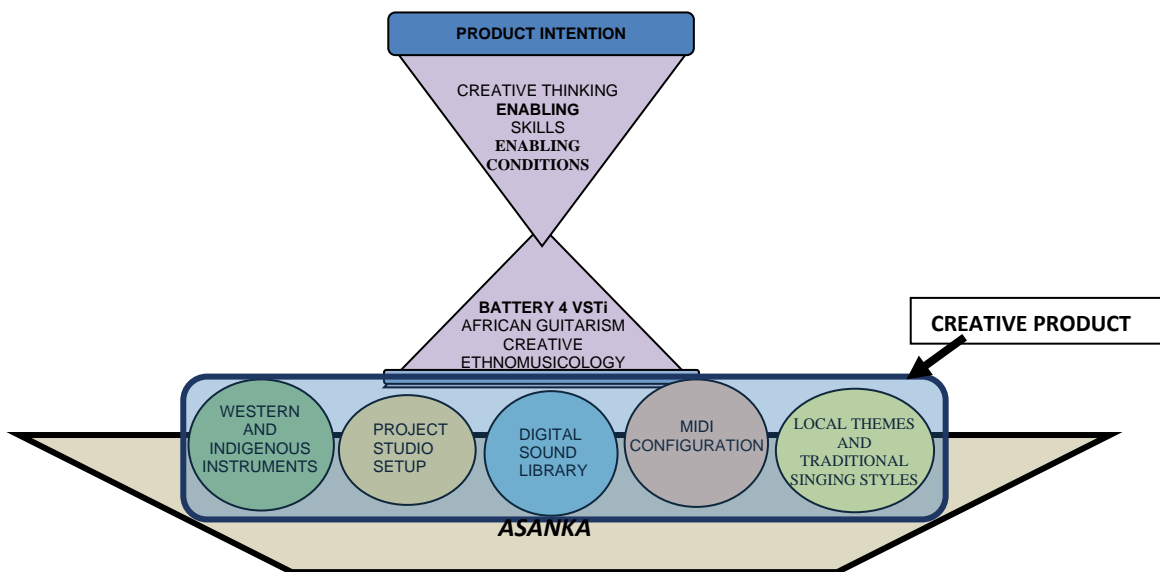 PRODUCT INTENTION
CREATIVE THINKING
ENABLING
SKILLS
ENABLING
CONDITIONS
BATTERY 4 VSTi
AFRICAN GUITARISM
CREATIVE
ETHNOMUSICOLOGY
CREATIVE PRODUCT
WESTERN
AND
INDIGENOUS
INSTRUMENTS
PROJECT
STUDIO
SETUP
DIGITAL
SOUND
LIBRARY
MIDI
CONFIGURATION
LOCAL THEMES
AND
TRADITIONAL
SINGING STYLES
ASANKA